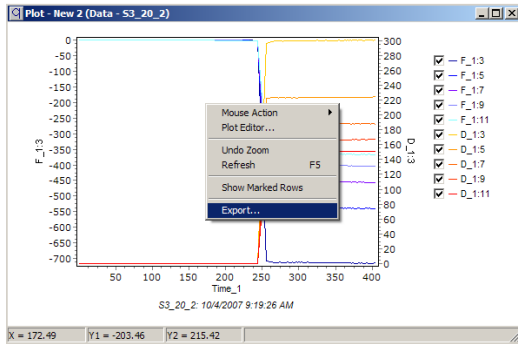 Plot - New 2 (Data - S3_20_2)
0
-50
-100
-150
-200
-250
-300
-350
-400
-450
-500
-550
-600
-650
-700
F_1:3
300
280
260
240
220
200
180
160
140
120
100
80
60
40
20
0
D_1:3
50 100 150 200 250 300 350 400
Time_1
S3_20_2: 10/4/2007 9:19:26 AM
F_1:3
F_1:5
F_1:7
F_1:9
F_1:11
D_1:3
D_1:5
D_1:7
D_1:9
D_1:11
Mouse Action
Plot Editor...
Undo Zoom
Refresh F5
Show Marked Rows
Export...
X = 172.49 Y1 = -203.46 Y2 = 215.42